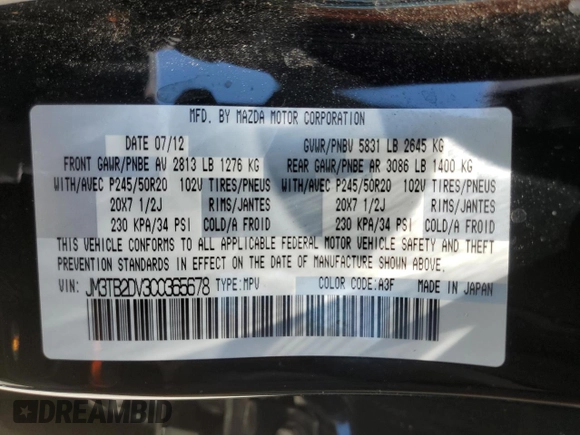 MFD. BY MAZDA MOTOR CORPORATION
DATE 07/12 GVWR/PNBV 5831 LB 2645 KG
FRONT GAWR/PNBE AV 2813 LB 1276 KG REAR GAWR/PNBE AR 3086 LB 1400 KG
WITH/AVEC P245/50R20 102V TIRES/PNEUS WITH/AVEC P245/50R20 102V TIRES/PNEUS
20X7 1/2J RIMS/JANTES 20X7 1/2J RIMS/JANTES
230 KPA/34 PSI COLD/A FROID 230 KPA/34 PSI COLD/A FROID
THIS VEHICLE CONFORMS TO ALL APPLICABLE FEDERAL MOTOR VEHICLE SAFETY AND THEFT
PREVENTION STANDARDS IN EFFECT ON THE DATE OF MANUFACTURE SHOWN ABOVE.
VIN: JM3TB2DV3C0365678 TYPE:MPV COLOR CODE:A3F MADE IN JAPAN
DREAMBID